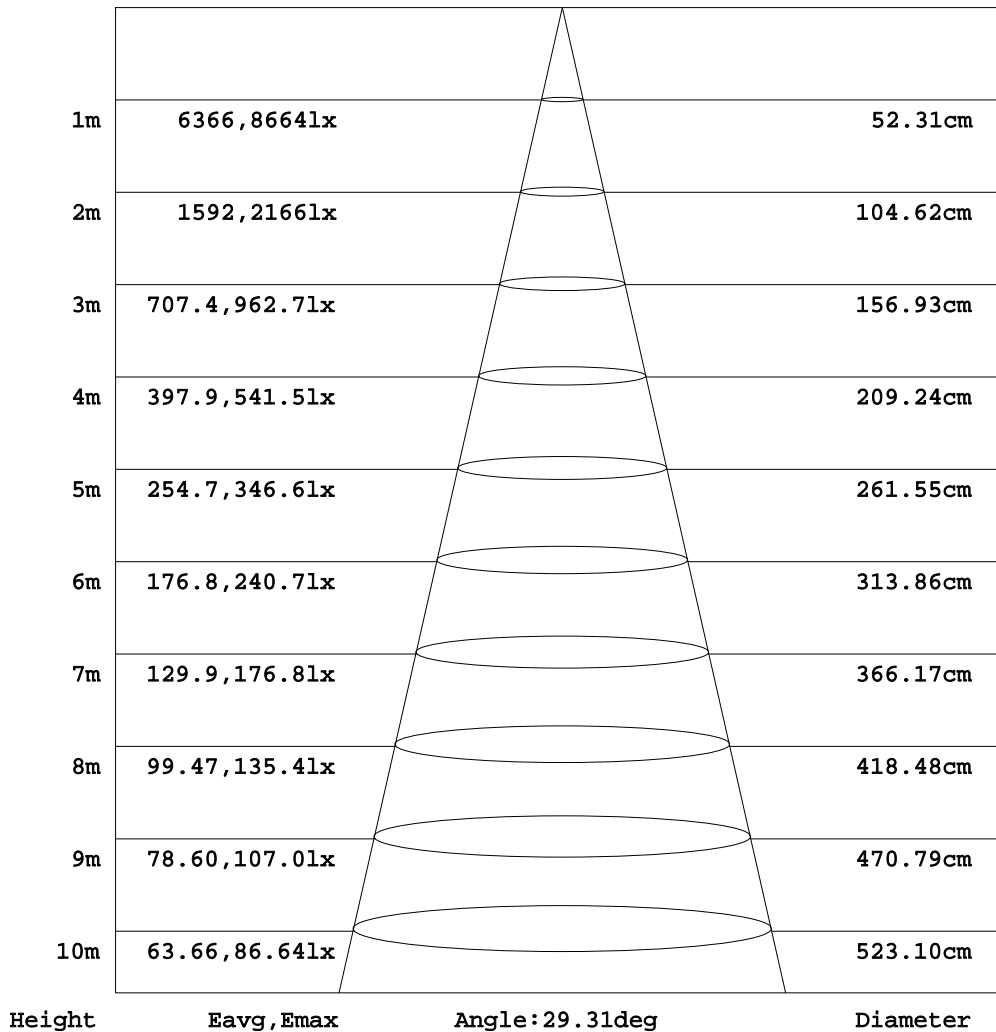 1m 6366,8664lx 52.31cm
2m 1592,2166lx 104.62cm
3m 707.4,962.7lx 156.93cm
4m 397.9,541.5lx 209.24cm
5m 254.7,346.6lx 261.55cm
6m 176.8,240.7lx 313.86cm
7m 129.9,176.8lx 366.17cm
8m 99.47,135.4lx 418.48cm
9m 78.60,107.0lx 470.79cm
10m 63.66,86.64lx 523.10cm
Height Eavg,Emax Angle:29.31deg Diameter